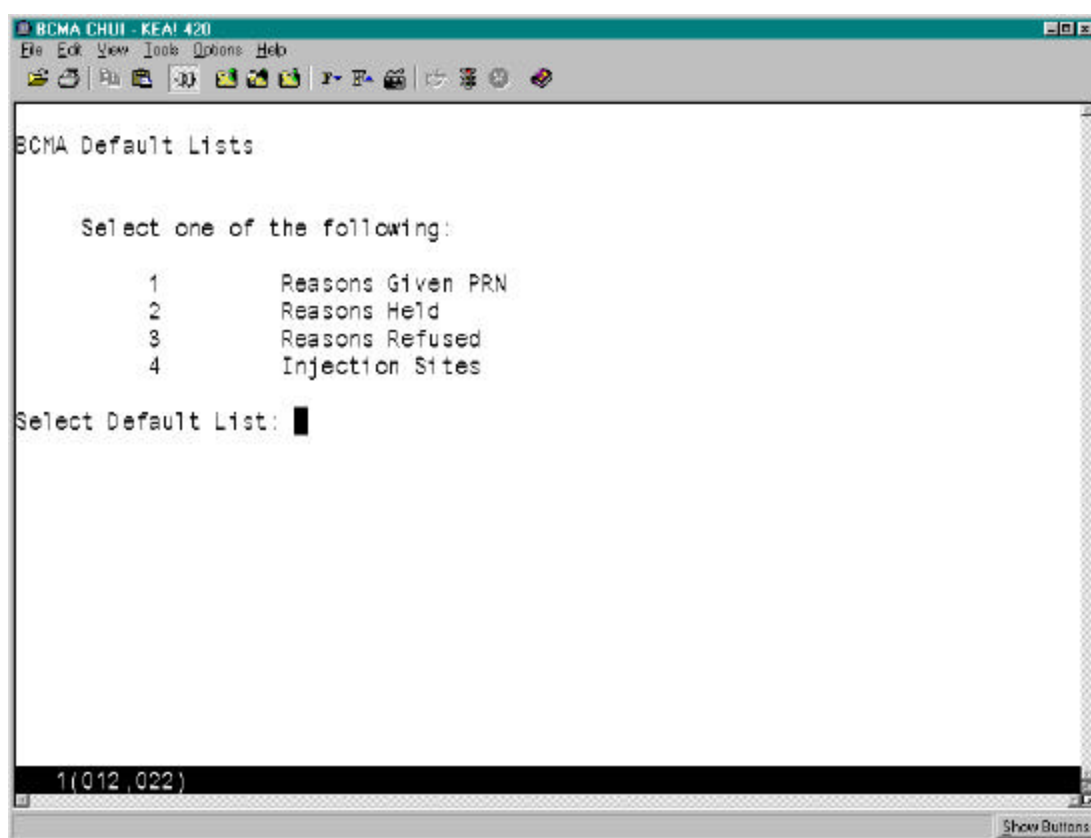 BCMA CHUI - KEA! 420
File Edit View Tools Options Help
BCMA Default Lists
Select one of the following:
1 Reasons Given PRN
2 Reasons Held
3 Reasons Refused
4 Injection Sites
Select Default List:
1(012,022)
Show Buttons